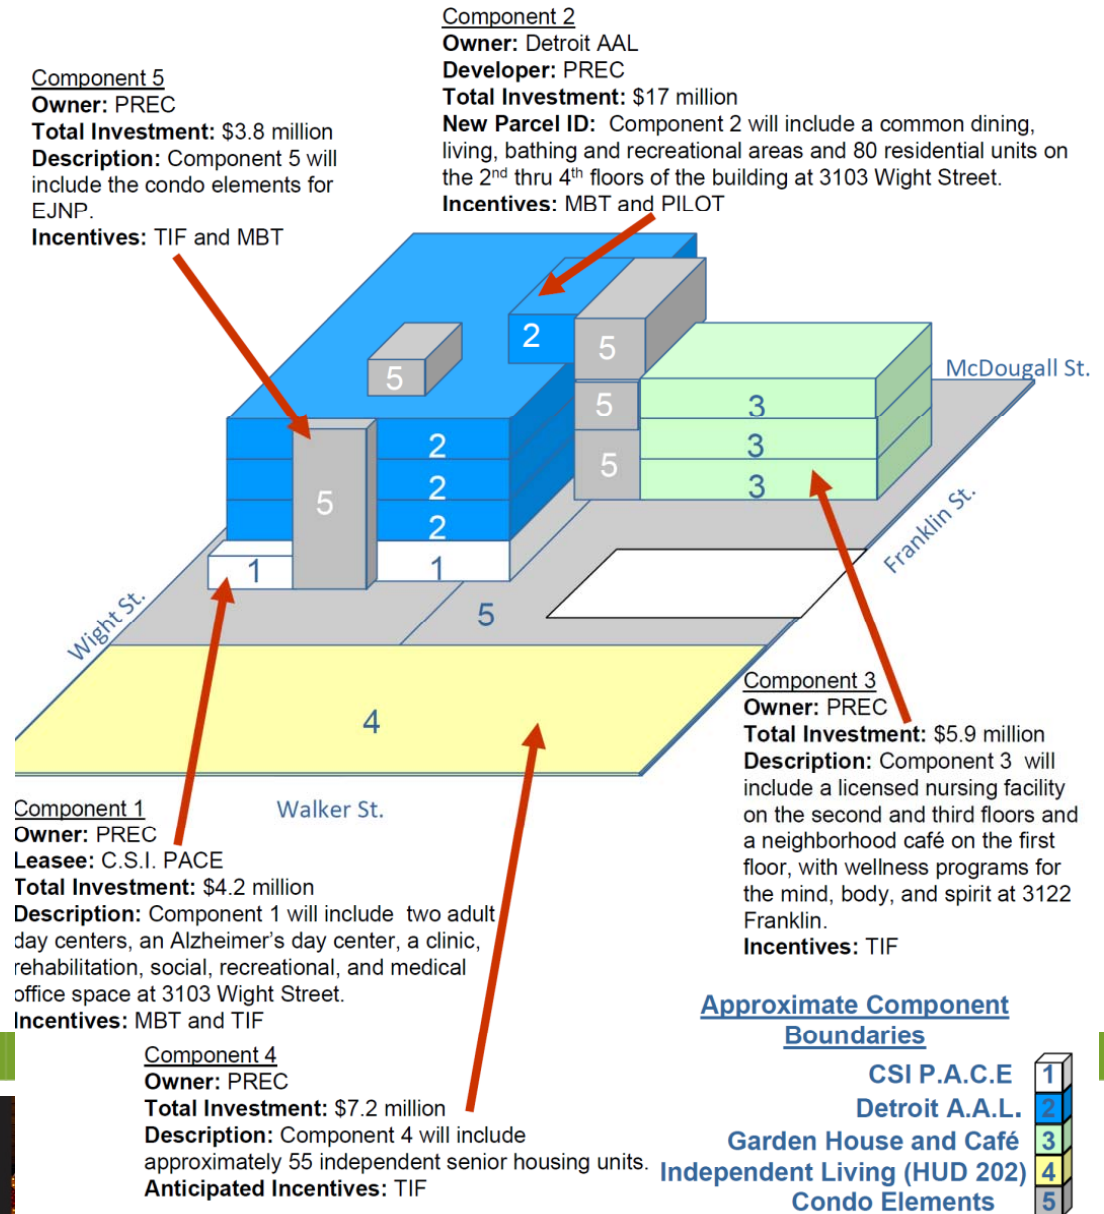 Component 2
Owner: Detroit AAL
Developer: PREC
Total Investment: $17 million
New Parcel ID:  Component 2 will include a common dining,
living, bathing and recreational areas and 80 residential units on
the 2nd thru 4th floors of the building at 3103 Wight Street.
Incentives: MBT and PILOT
Component 5
Owner: PREC
Total Investment: $3.8 million
Description: Component 5 will
include the condo elements for
EJNP.
Incentives: TIF and MBT
2
5
5
McDougall St.
5
3
2
3
5
2
3
5
2
Franklin St.
1
1
5
Wight St.
4
Walker St.
Component 3
Owner: PREC
Total Investment: $5.9 million
Description: Component 3  will
include a licensed nursing facility
on the second and third floors and
a neighborhood café on the first
floor, with wellness programs for
the mind, body, and spirit at 3122
Franklin.
Incentives: TIF
Component 1
Owner: PREC
Leasee: C.S.I. PACE
Total Investment: $4.2 million
Description: Component 1 will include  two adult
day centers, an Alzheimer's day center, a clinic,
rehabilitation, social, recreational, and medical
office space at 3103 Wight Street.
Incentives: MBT and TIF
Component 4
Owner: PREC
Total Investment: $7.2 million
Description: Component 4 will include
approximately 55 independent senior housing units.
Anticipated Incentives: TIF
Approximate Component
Boundaries
CSI P.A.C.E 1
Detroit A.A.L. 2
Garden House and Café 3
Independent Living (HUD 202) 4
Condo Elements 5